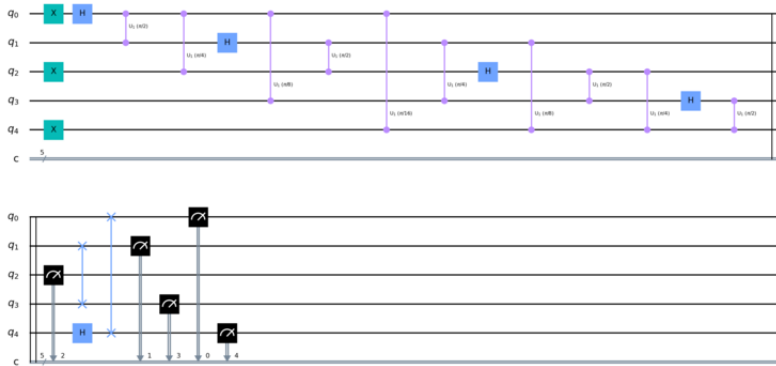 q₀ X H
U₁ (π/2)
U₁ (π/4)
U₁ (π/8)
U₁ (π/16)
q₁ H
U₁ (π/2)
U₁ (π/4)
U₁ (π/8)
q₂ X H
U₁ (π/2)
U₁ (π/4)
q₃ H
U₁ (π/2)
q₄ X
c 5
q₀
q₁
q₂
q₃
q₄ H
c 5 2 1 3 0 4